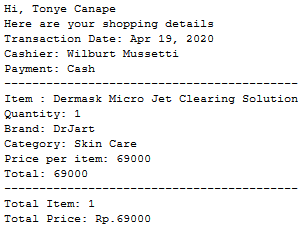 Hi, Tonye Canape
Here are your shopping details
Transaction Date: Apr 19, 2020
Cashier: Wilburt Mussetti
Payment: Cash
------------------------------------------
Item : Dermask Micro Jet Clearing Solution
Quantity: 1
Brand: DrJart
Category: Skin Care
Price per item: 69000
Total: 69000
------------------------------------------
Total Item: 1
Total Price: Rp.69000